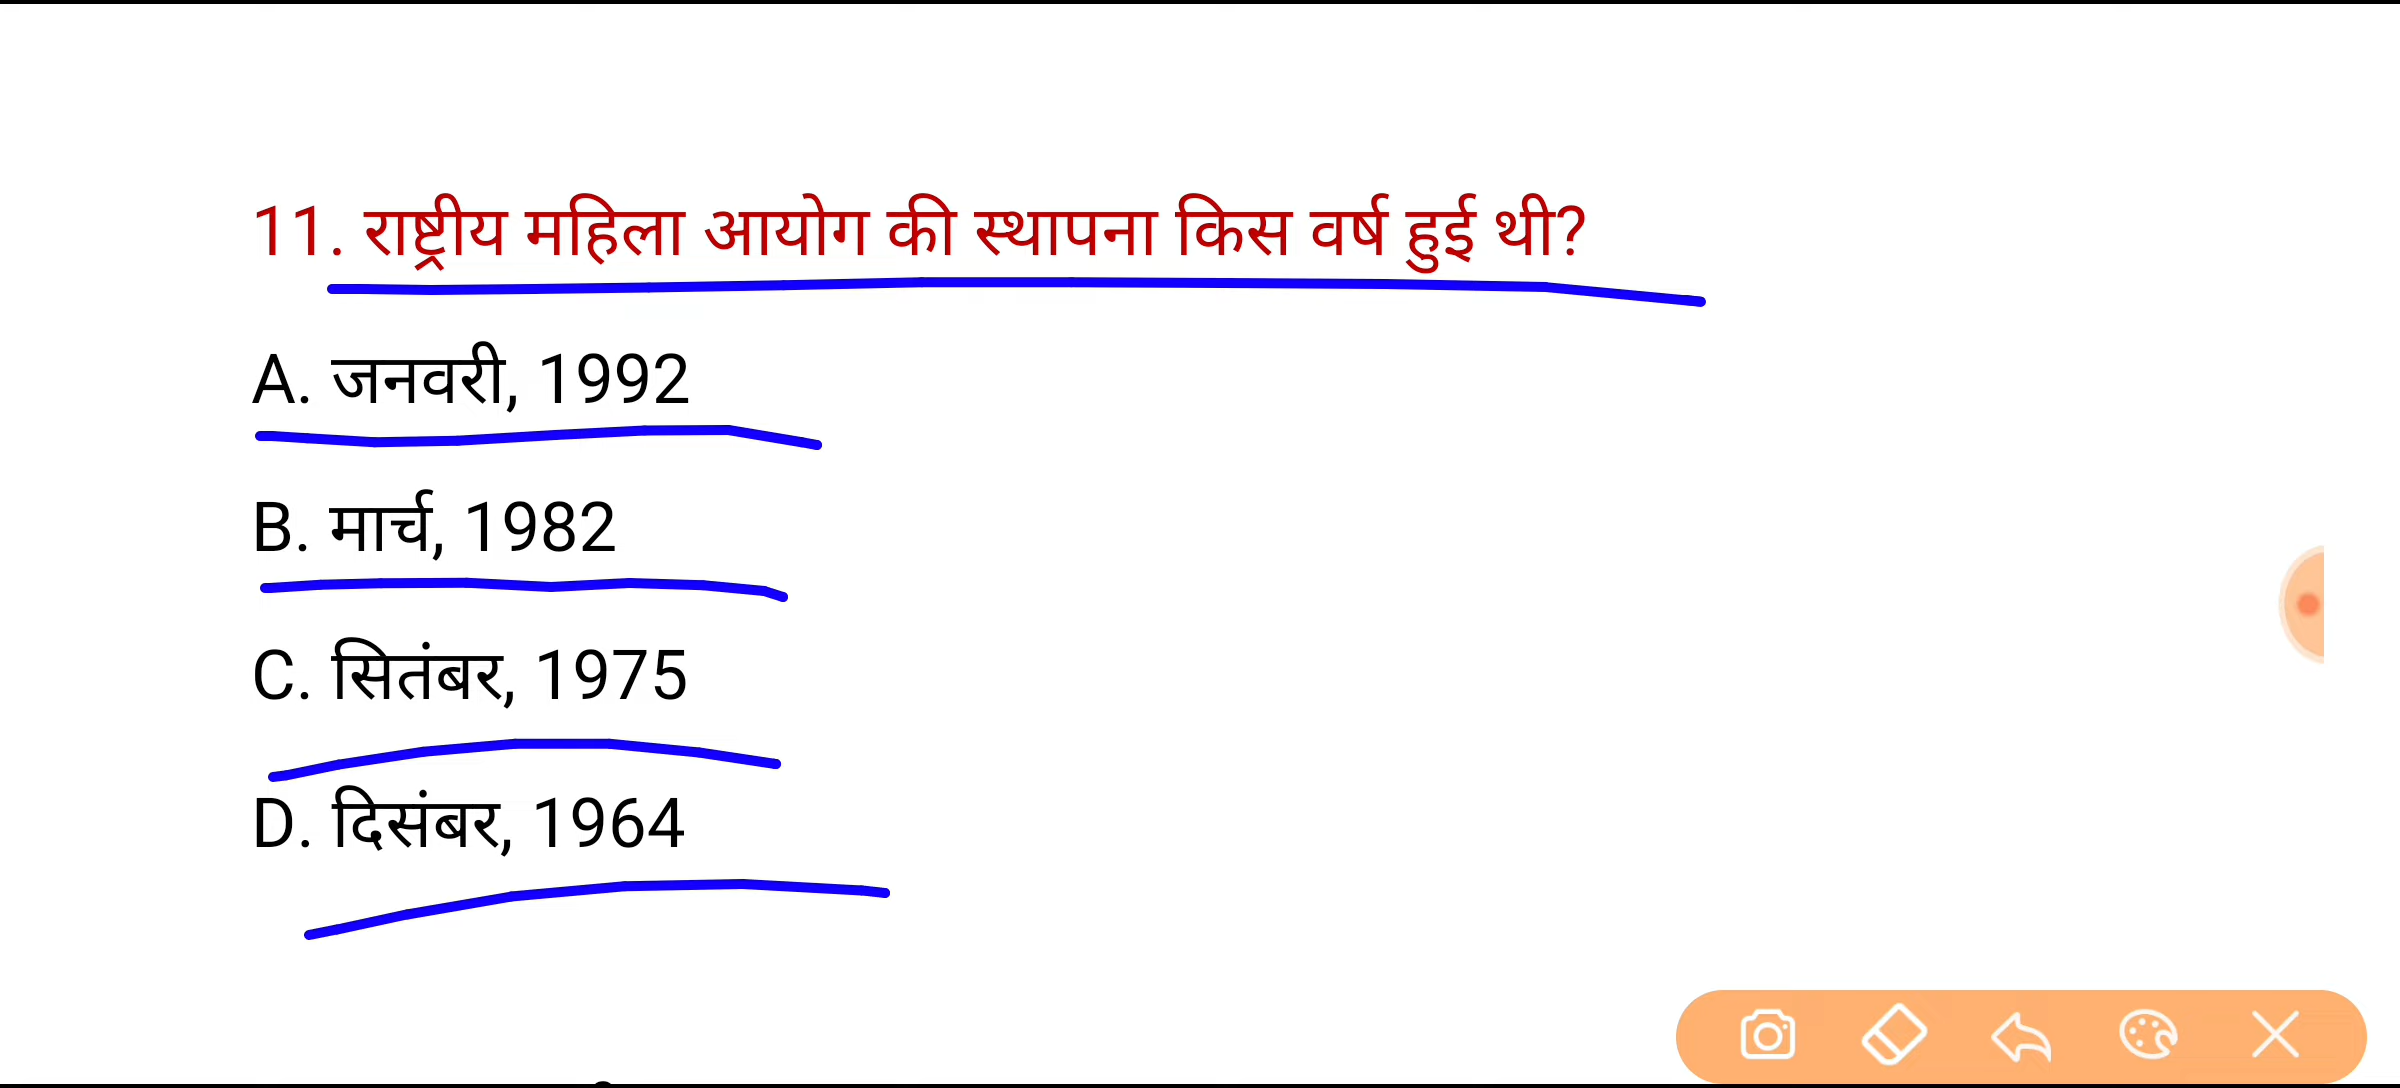 11. राष्ट्रीय महिला आयोग की स्थापना किस वर्ष हुई थी?
A. जनवरी, 1992
B. मार्च, 1982
C. सितंबर, 1975
D. दिसंबर, 1964